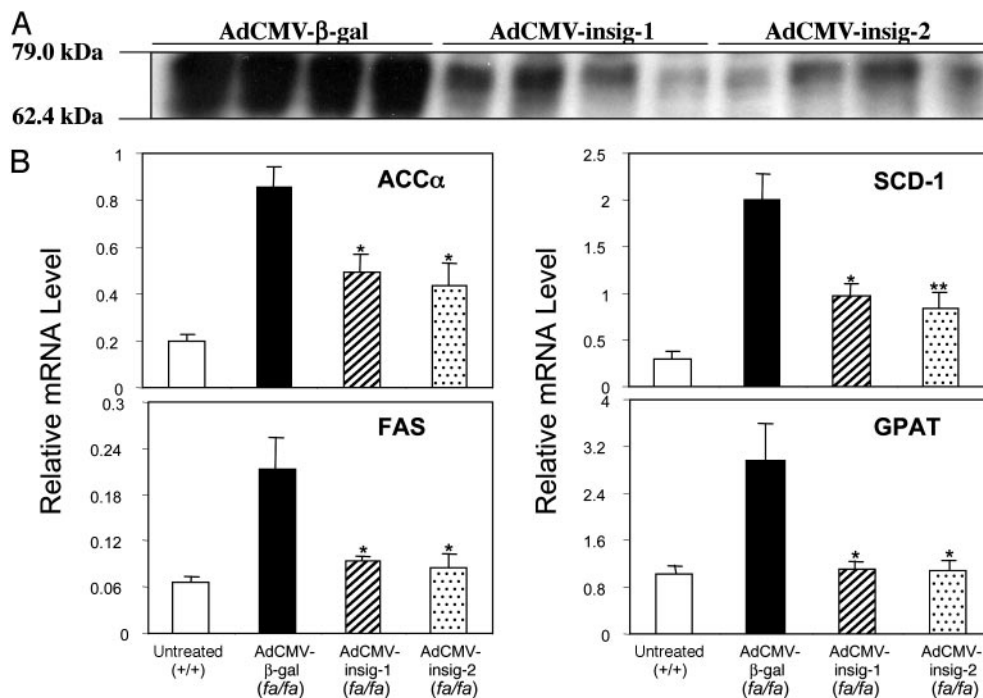 A
AdCMV-β-gal AdCMV-insig-1 AdCMV-insig-2
79.0 kDa
62.4 kDa
B
Relative mRNA Level
1
0.8
0.6
0.4
0.2
0
ACCα
*
*
Relative mRNA Level
2.5
2
1.5
1
0.5
0
SCD-1
*
**
0.3
0.24
0.18
0.12
0.06
0
FAS
*
*
4
3.2
2.4
1.6
0.8
0
GPAT
*
*
Untreated
(+/+)
AdCMV-
β-gal
(fa/fa)
AdCMV-
insig-1
(fa/fa)
AdCMV-
insig-2
(fa/fa)
Untreated
(+/+)
AdCMV-
β-gal
(fa/fa)
AdCMV-
insig-1
(fa/fa)
AdCMV-
insig-2
(fa/fa)